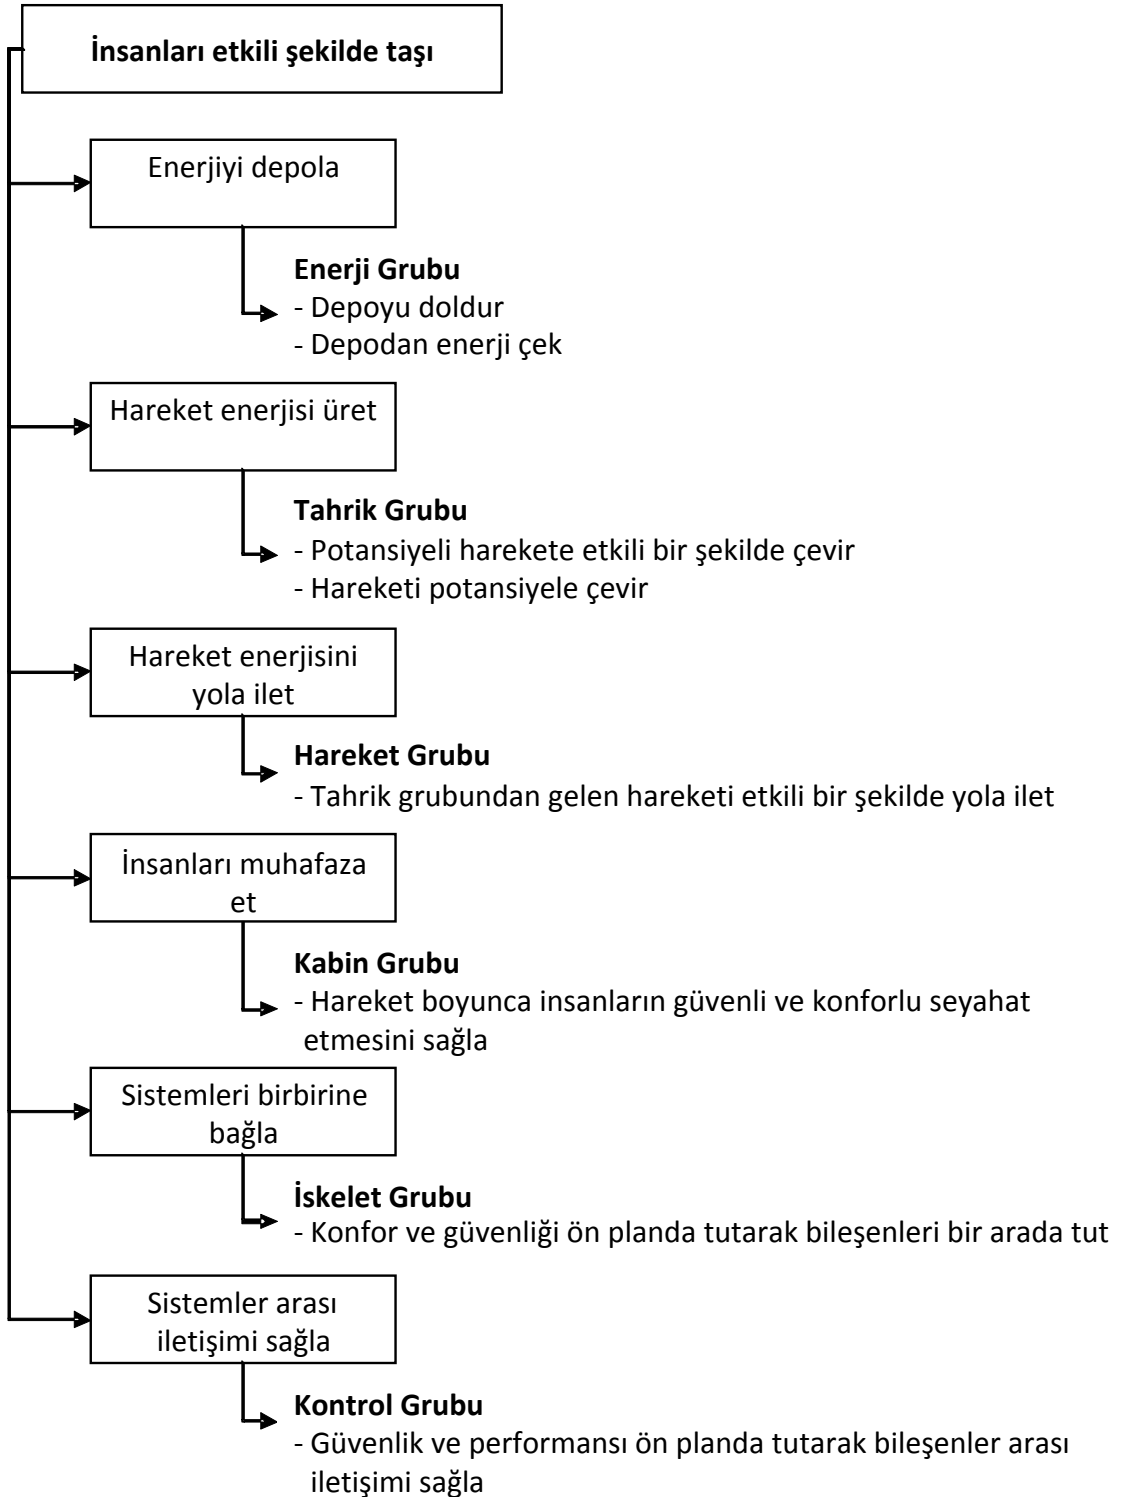 İnsanları etkili şekilde taşı
Enerjiyi depola
Enerji Grubu
- Depoyu doldur
- Depodan enerji çek
Hareket enerjisi üret
Tahrik Grubu
- Potansiyeli harekete etkili bir şekilde çevir
- Hareketi potansiyele çevir
Hareket enerjisini
yola ilet
Hareket Grubu
- Tahrik grubundan gelen hareketi etkili bir şekilde yola ilet
İnsanları muhafaza
et
Kabin Grubu
- Hareket boyunca insanların güvenli ve konforlu seyahat
etmesini sağla
Sistemleri birbirine
bağla
İskelet Grubu
- Konfor ve güvenliği ön planda tutarak bileşenleri bir arada tut
Sistemler arası
iletişimi sağla
Kontrol Grubu
- Güvenlik ve performansı ön planda tutarak bileşenler arası
iletişimi sağla